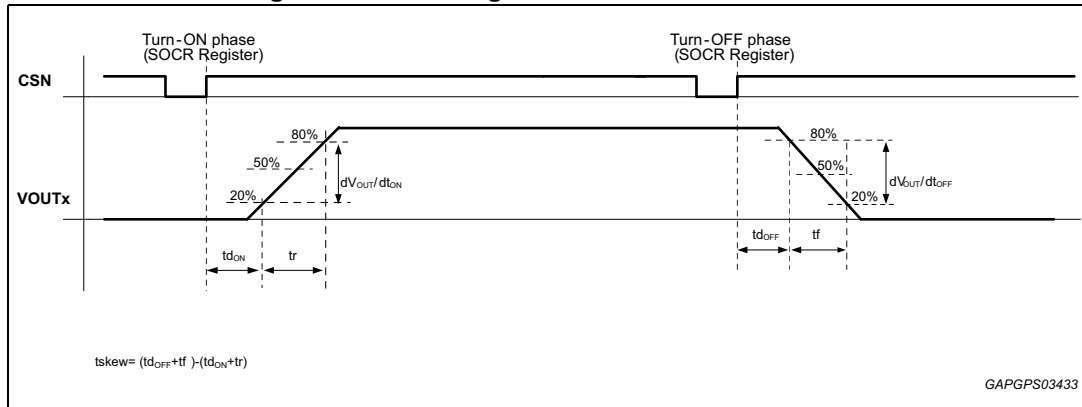 Turn-ON phase
(SOCR Register)
Turn-OFF phase
(SOCR Register)
CSN
80%
50%
20%
dVOUT/dtON
80%
50%
20%
dVOUT/dtOFF
VOUTx
tdON
tr
tdOFF
tf
tskew= (tdOFF+tf )-(tdON+tr)
GAPGPS03433